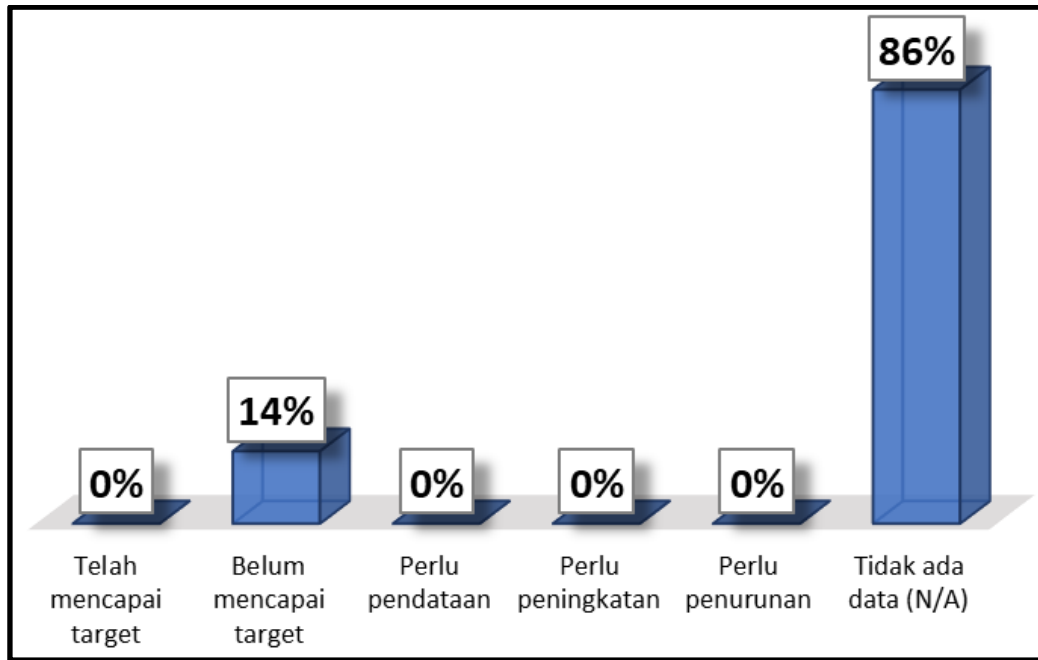 86%
14%
0%
0%
0%
0%
Telah
mencapai
target
Belum
mencapai
target
Perlu
pendataan
Perlu
peningkatan
Perlu
penurunan
Tidak ada
data (N/A)